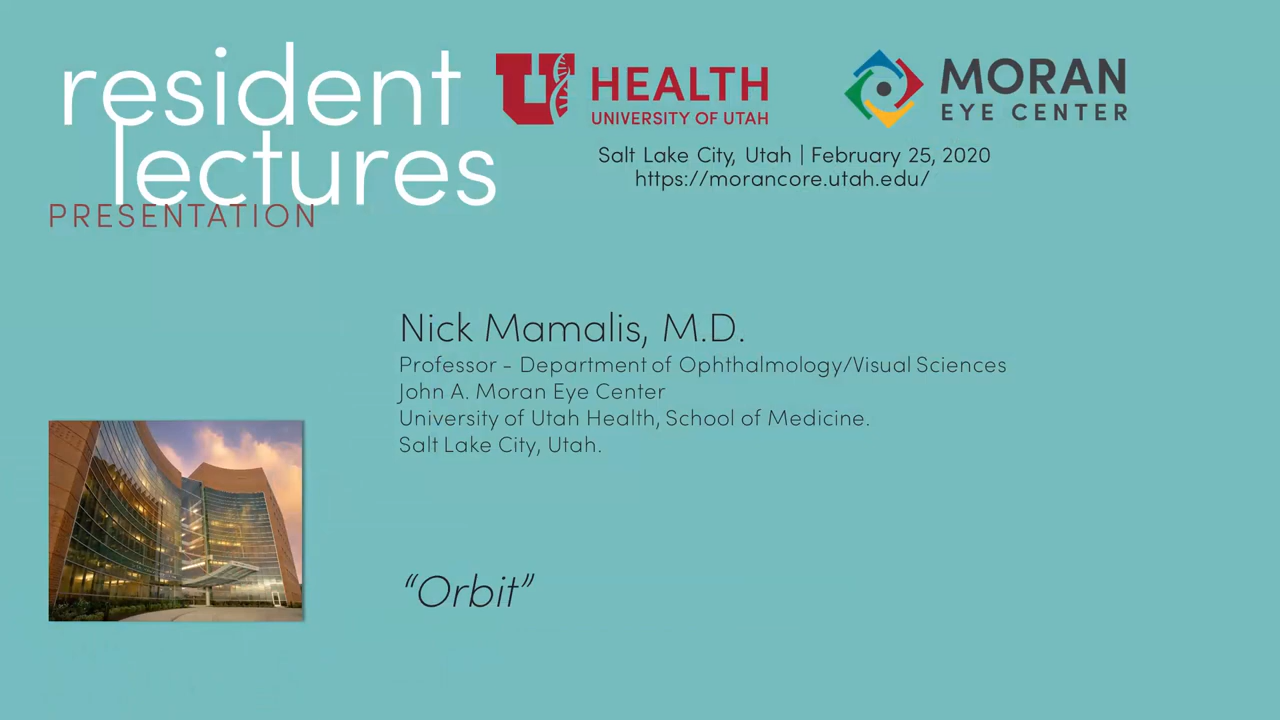 resident
lectures
PRESENTATION
U HEALTH
UNIVERSITY OF UTAH
MORAN
EYE CENTER
Salt Lake City, Utah | February 25, 2020
https://morancore.utah.edu/
Nick Mamalis, M.D.
Professor - Department of Ophthalmology/Visual Sciences
John A. Moran Eye Center
University of Utah Health, School of Medicine.
Salt Lake City, Utah.
“Orbit”